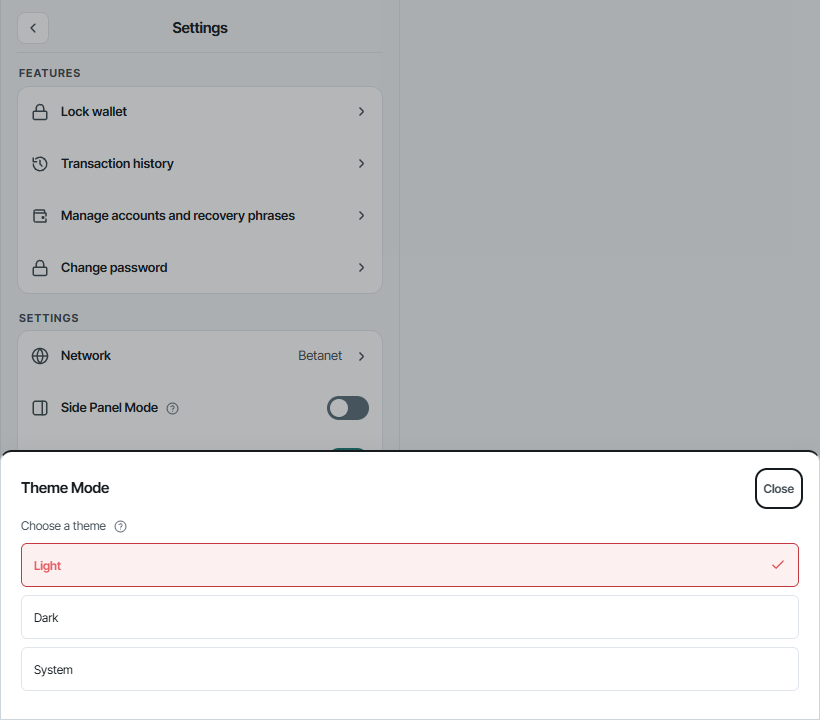 Settings
FEATURES
Lock wallet
Transaction history
Manage accounts and recovery phrases
Change password
SETTINGS
Network Betanet
Side Panel Mode
Theme Mode Close
Choose a theme
Light
Dark
System